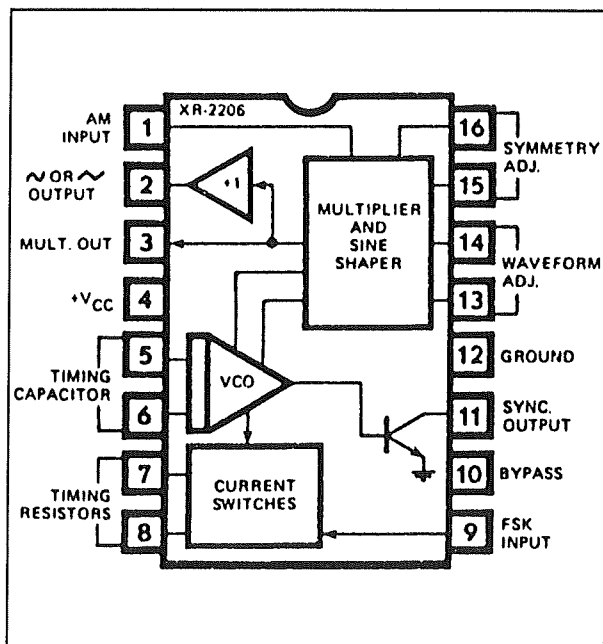 XR-2206
AM
INPUT
1
∿ OR ∿
OUTPUT
2
MULT. OUT
3
+VCC
4
TIMING
CAPACITOR
5
6
TIMING
RESISTORS
7
8
+1
MULTIPLIER
AND
SINE
SHAPER
VCO
CURRENT
SWITCHES
16
SYMMETRY
ADJ.
15
14
WAVEFORM
ADJ.
13
12
GROUND
11
SYNC.
OUTPUT
10
BYPASS
9
FSK
INPUT